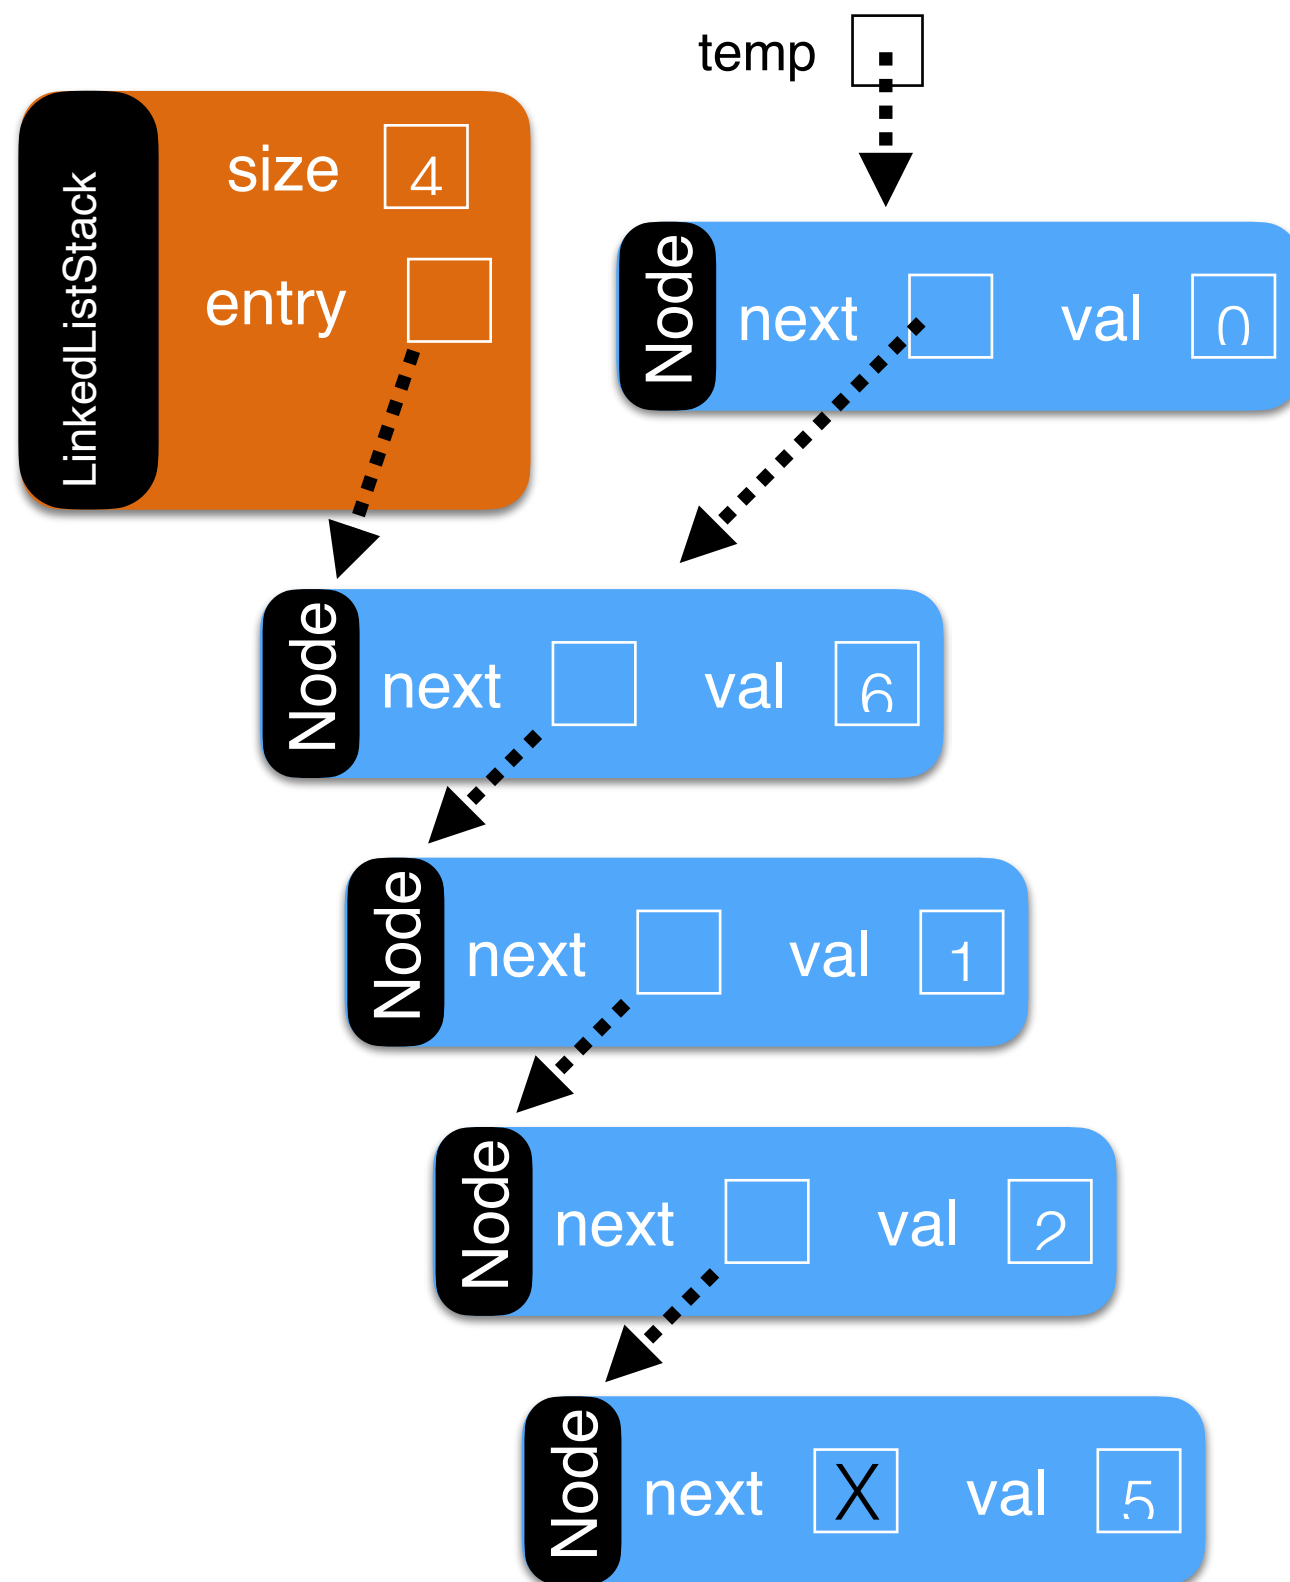 temp
LinkedListStack
size 4
entry
Node next val 0
Node next val 6
Node next val 1
Node next val 2
Node next X val 5